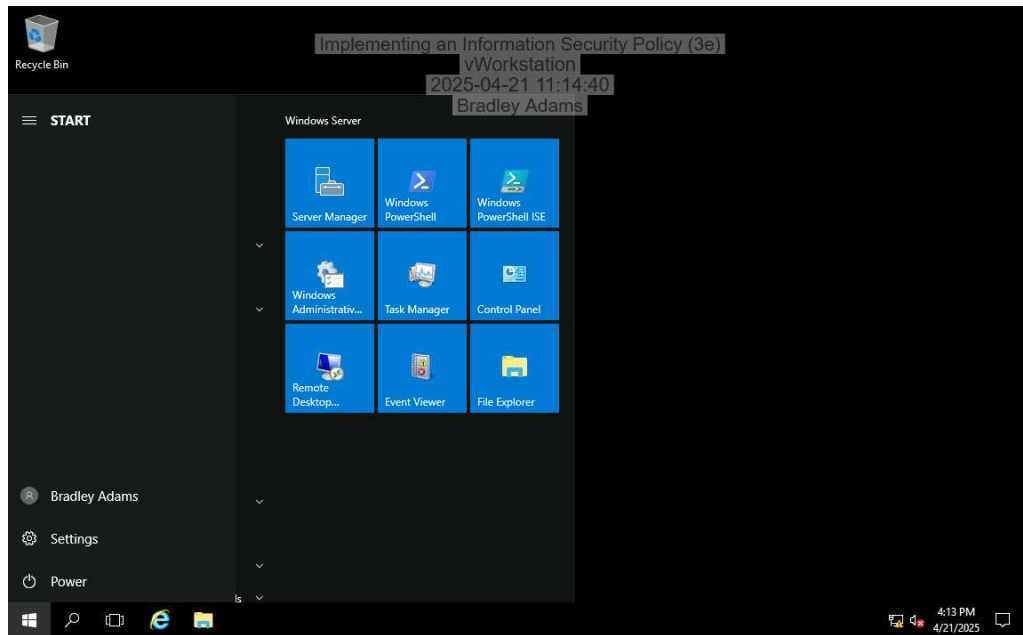 Implementing an Information Security Policy (3e)
vWorkstation
2025-04-21 11:14:40
Bradley Adams
Recycle Bin
START
Windows Server
Server Manager
Windows PowerShell
Windows PowerShell ISE
Windows Administrativ...
Task Manager
Control Panel
Remote Desktop...
Event Viewer
File Explorer
Bradley Adams
Settings
Power
ls
4:13 PM
4/21/2025